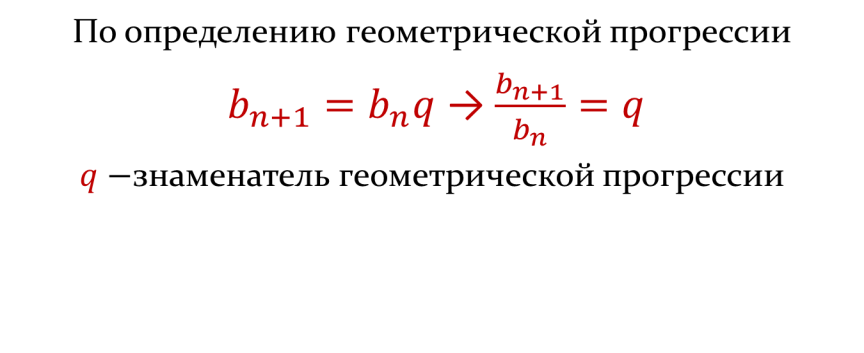 По определению геометрической прогрессии
bₙ₊₁ = bₙq → bₙ₊₁/bₙ = q
q −знаменатель геометрической прогрессии